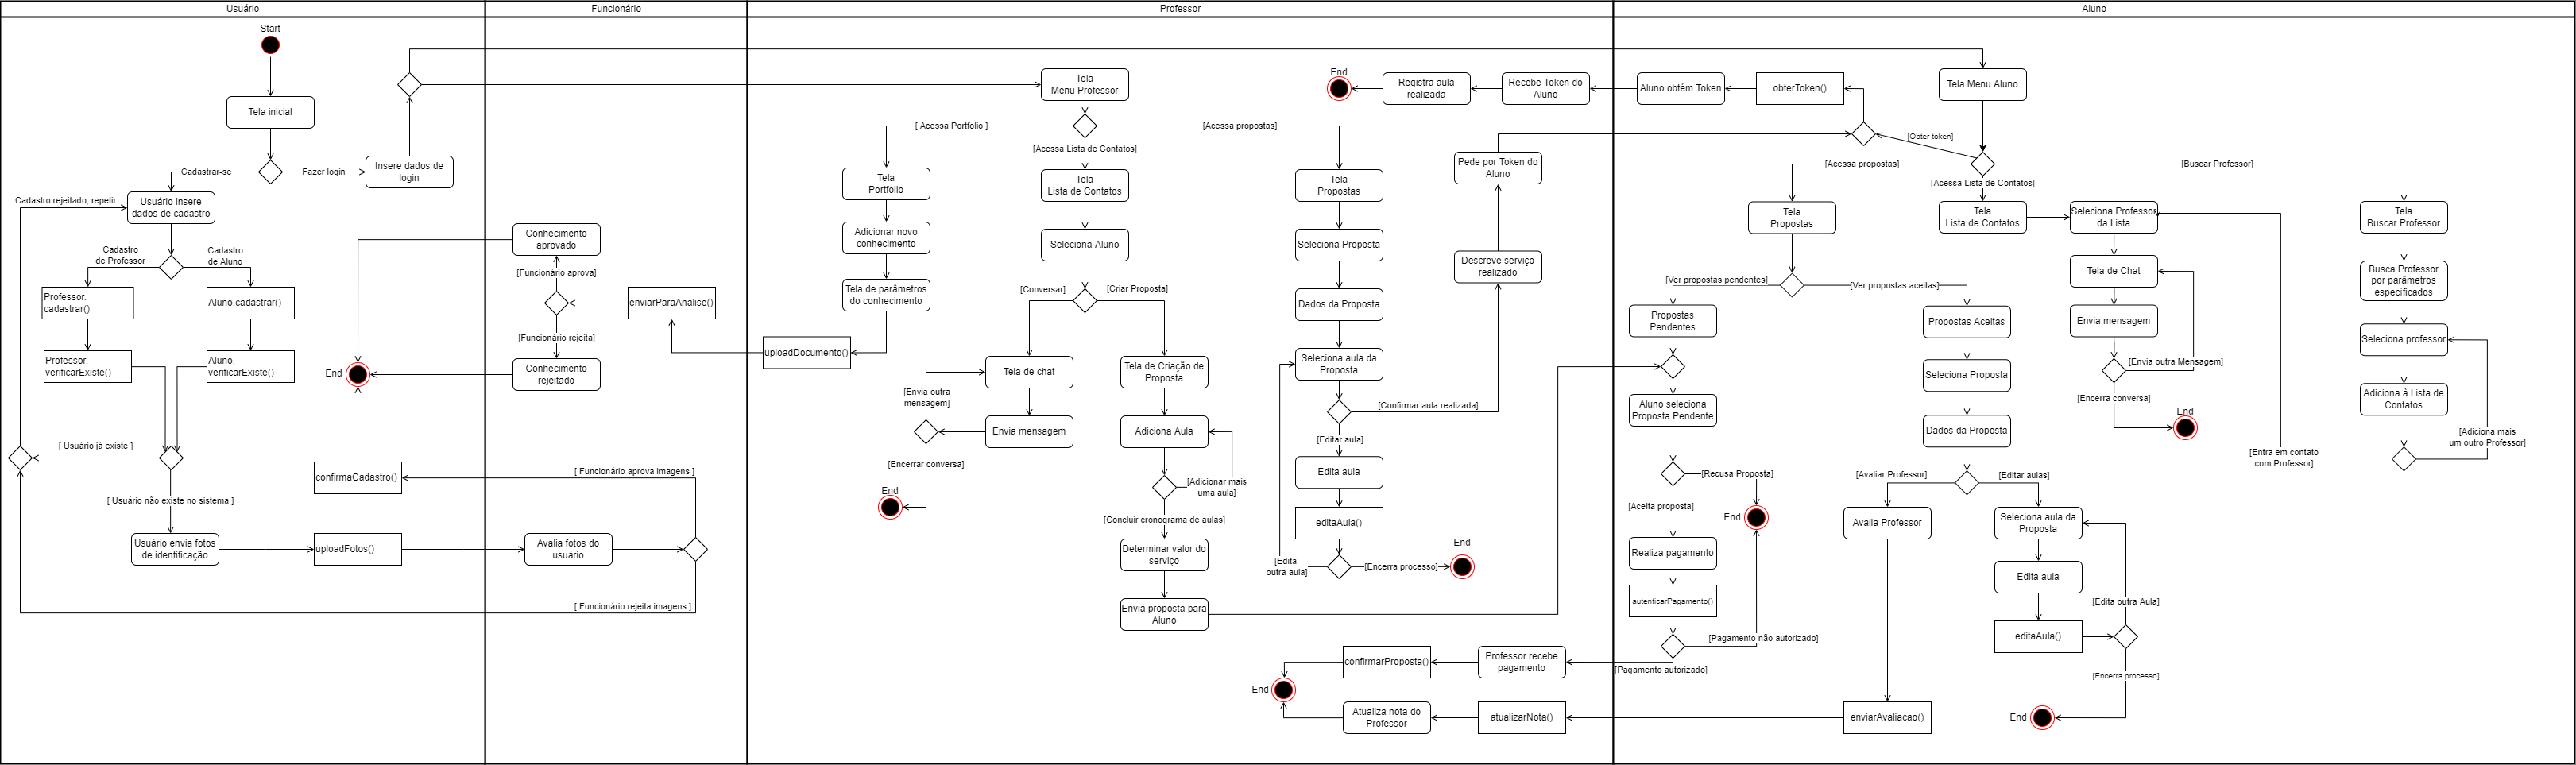 Usuário
Funcionário
Professor
Aluno
Start
Tela inicial
Cadastrar-se
Fazer login
Insere dados de
login
Usuário insere
dados de cadastro
Cadastro rejeitado, repetir
Cadastro
de Professor
Cadastro
de Aluno
Professor.
cadastrar()
Aluno.cadastrar()
Professor.
verificarExiste()
Aluno.
verificarExiste()
[ Usuário já existe ]
[ Usuário não existe no sistema ]
Usuário envia fotos
de identificação
uploadFotos()
confirmaCadastro()
End
Conhecimento
aprovado
[Funcionário aprova]
enviarParaAnalise()
[Funcionário rejeita]
Conhecimento
rejeitado
[ Funcionário aprova imagens ]
Avalia fotos do
usuário
[ Funcionário rejeita imagens ]
Tela
Menu Professor
[ Acessa Portfolio ]
[Acessa Lista de Contatos]
[Acessa propostas]
Tela
Portfolio
Adicionar novo
conhecimento
Tela de parâmetros
do conhecimento
uploadDocumento()
Tela
Lista de Contatos
Seleciona Aluno
[Conversar]
[Criar Proposta]
Tela de chat
Envia mensagem
[Envia outra
mensagem]
[Encerrar conversa]
End
Tela de Criação de
Proposta
Adiciona Aula
[Adicionar mais
uma aula]
[Concluir cronograma de aulas]
Determinar valor do
serviço
Envia proposta para
Aluno
Tela
Propostas
Seleciona Proposta
Dados da Proposta
Seleciona aula da
Proposta
[Confirmar aula realizada]
[Editar aula]
Edita aula
editaAula()
[Edita
outra aula]
[Encerra processo]
End
Descreve serviço
realizado
Pede por Token do
Aluno
End
Registra aula
realizada
Recebe Token do
Aluno
Aluno obtém Token
obterToken()
[Obter token]
Tela Menu Aluno
[Acessa propostas]
[Acessa Lista de Contatos]
[Buscar Professor]
Tela
Propostas
[Ver propostas pendentes]
[Ver propostas aceitas]
Propostas
Pendentes
Aluno seleciona
Proposta Pendente
[Recusa Proposta]
[Aceita proposta]
End
Realiza pagamento
autenticarPagamento()
[Pagamento não autorizado]
[Pagamento autorizado]
Professor recebe
pagamento
confirmarProposta()
End
Atualiza nota do
Professor
atualizarNota()
enviarAvaliacao()
Propostas Aceitas
Seleciona Proposta
Dados da Proposta
[Avaliar Professor]
[Editar aulas]
Avalia Professor
Seleciona aula da
Proposta
Edita aula
editaAula()
[Edita outra Aula]
[Encerra processo]
End
Tela
Lista de Contatos
Seleciona Professor
da Lista
Tela de Chat
Envia mensagem
[Envia outra Mensagem]
[Encerra conversa]
End
Tela
Buscar Professor
Busca Professor
por parâmetros
específicados
Seleciona professor
Adiciona á Lista de
Contatos
[Adiciona mais
um outro Professor]
[Entra em contato
com Professor]